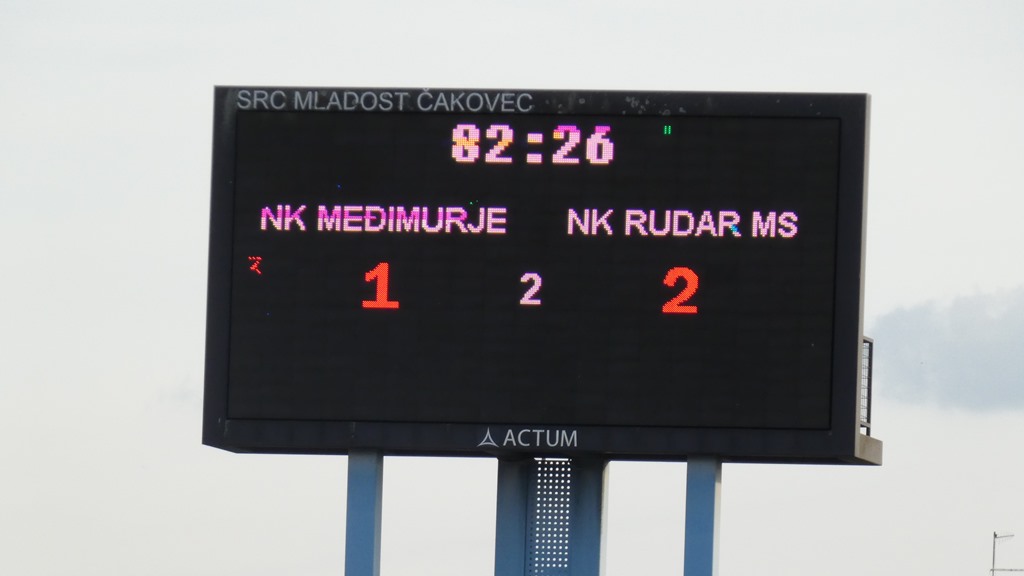 SRC MLADOST ČAKOVEC
82:26
NK MEĐIMURJE NK RUDAR MS
1 2 2
ACTUM